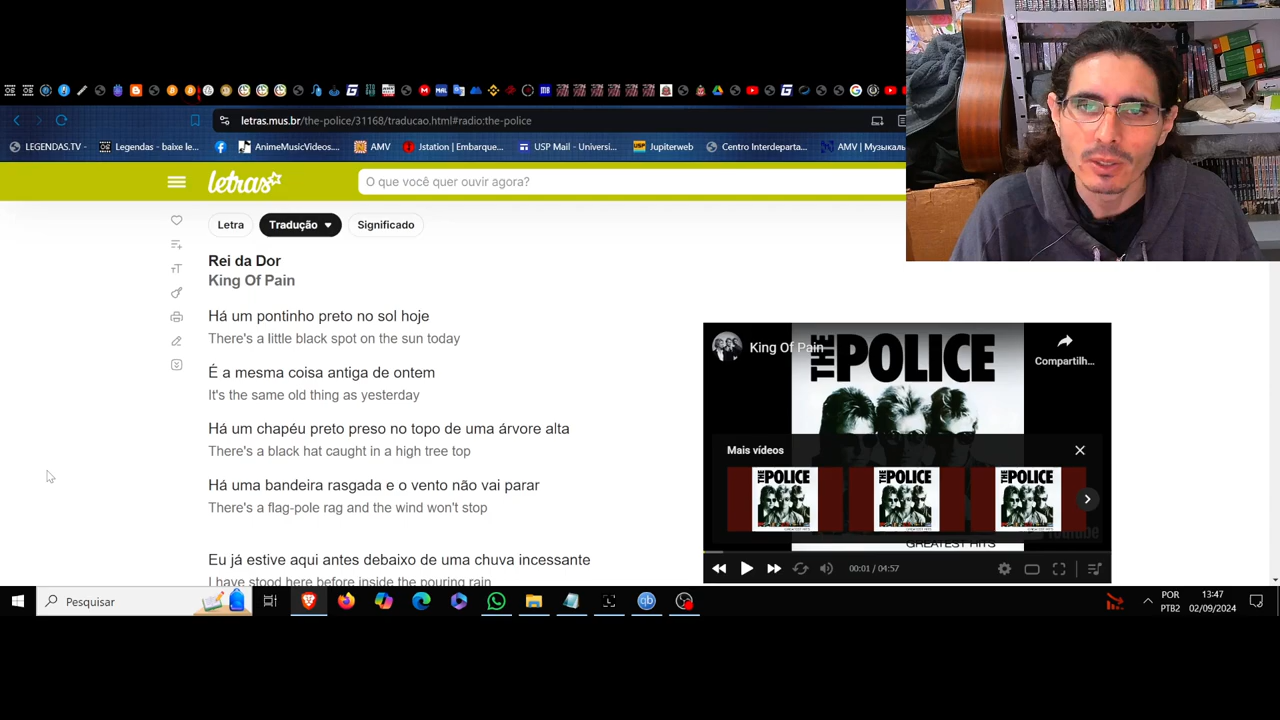 letras.mus.br/the-police/31168/traducao.html#radio:the-police
LEGENDAS.TV -
Legendas - baixe le...
AnimeMusicVideos....
AMV
Jstation | Embarque...
USP Mail - Universi...
Jupiterweb
Centro Interdeparta...
AMV | Музыкаль
letras
O que você quer ouvir agora?
Letra
Tradução
Significado
Rei da Dor
King Of Pain
Há um pontinho preto no sol hoje
There's a little black spot on the sun today
É a mesma coisa antiga de ontem
It's the same old thing as yesterday
Há um chapéu preto preso no topo de uma árvore alta
There's a black hat caught in a high tree top
Há uma bandeira rasgada e o vento não vai parar
There's a flag-pole rag and the wind won't stop
Eu já estive aqui antes debaixo de uma chuva incessante
I have stood here before inside the pouring rain
King Of Pain
THE POLICE
Compartilh...
Mais vídeos
THE POLICE
THE POLICE
THE POLICE
GREATEST HITS
YouTube
00:01 / 04:57
Pesquisar
POR
PTB2
13:47
02/09/2024